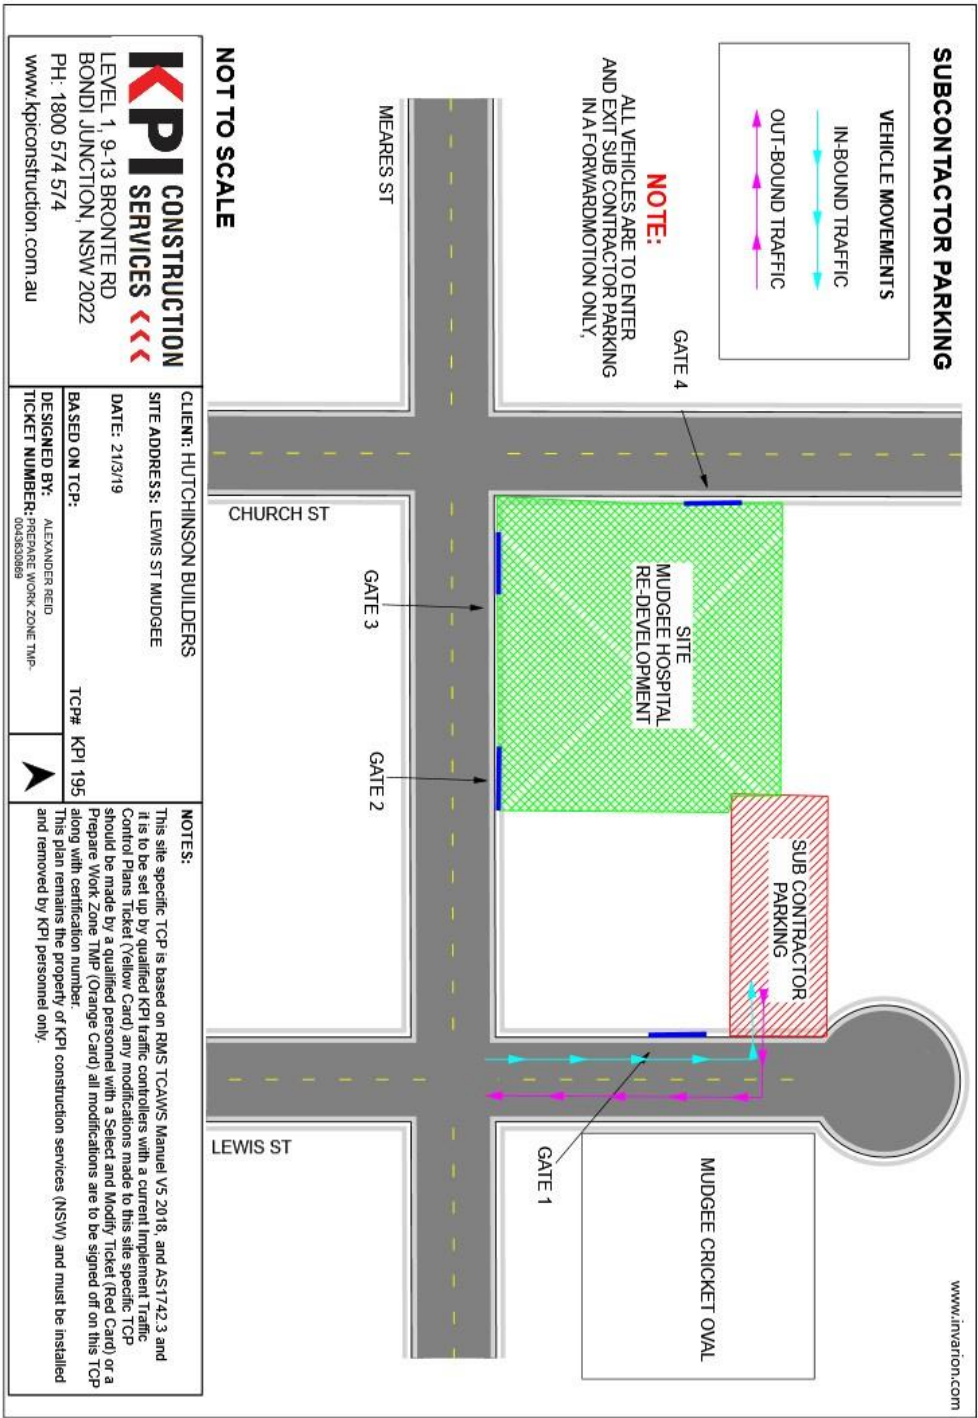 SUBCONTACTOR PARKING
www.invarion.com
VEHICLE MOVEMENTS
IN-BOUND TRAFFIC
OUT-BOUND TRAFFIC
NOTE:
ALL VEHICLES ARE TO ENTER
AND EXIT SUB CONTRACTOR PARKING
IN A FORWARDMOTION ONLY,
GATE 4
SITE
MUDGEE HOSPITAL
RE-DEVELOPMENT
SUB CONTRACTOR
PARKING
MUDGEE CRICKET OVAL
GATE 1
MEARES ST
GATE 3
GATE 2
CHURCH ST
LEWIS ST
NOT TO SCALE
KPI CONSTRUCTION
SERVICES
LEVEL 1, 9-13 BRONTE RD
BONDI JUNCTION, NSW 2022
PH: 1800 574 574
www.kpiconstruction.com.au
CLIENT: HUTCHINSON BUILDERS
SITE ADDRESS: LEWIS ST MUDGEE
DATE: 21/3/19
BASED ON TCP:
TCP# KPI 195
DESIGNED BY: ALEXANDER REID
TICKET NUMBER: PREPARE WORK ZONE TMP-
0043630869
NOTES:
This site specific TCP is based on RMS TCAWS Manuel V5 2018, and AS1742.3 and
it is to be set up by qualified KPI traffic controllers with a current Implement Traffic
Control Plans Ticket (Yellow Card) any modifications made to this site specific TCP
should be made by a qualified personnel with a Select and Modify Ticket (Red Card) or a
Prepare Work Zone TMP (Orange Card) all modifications are to be signed off on this TCP
along with certification number.
This plan remains the property of KPI construction services (NSW) and must be installed
and removed by KPI personnel only.